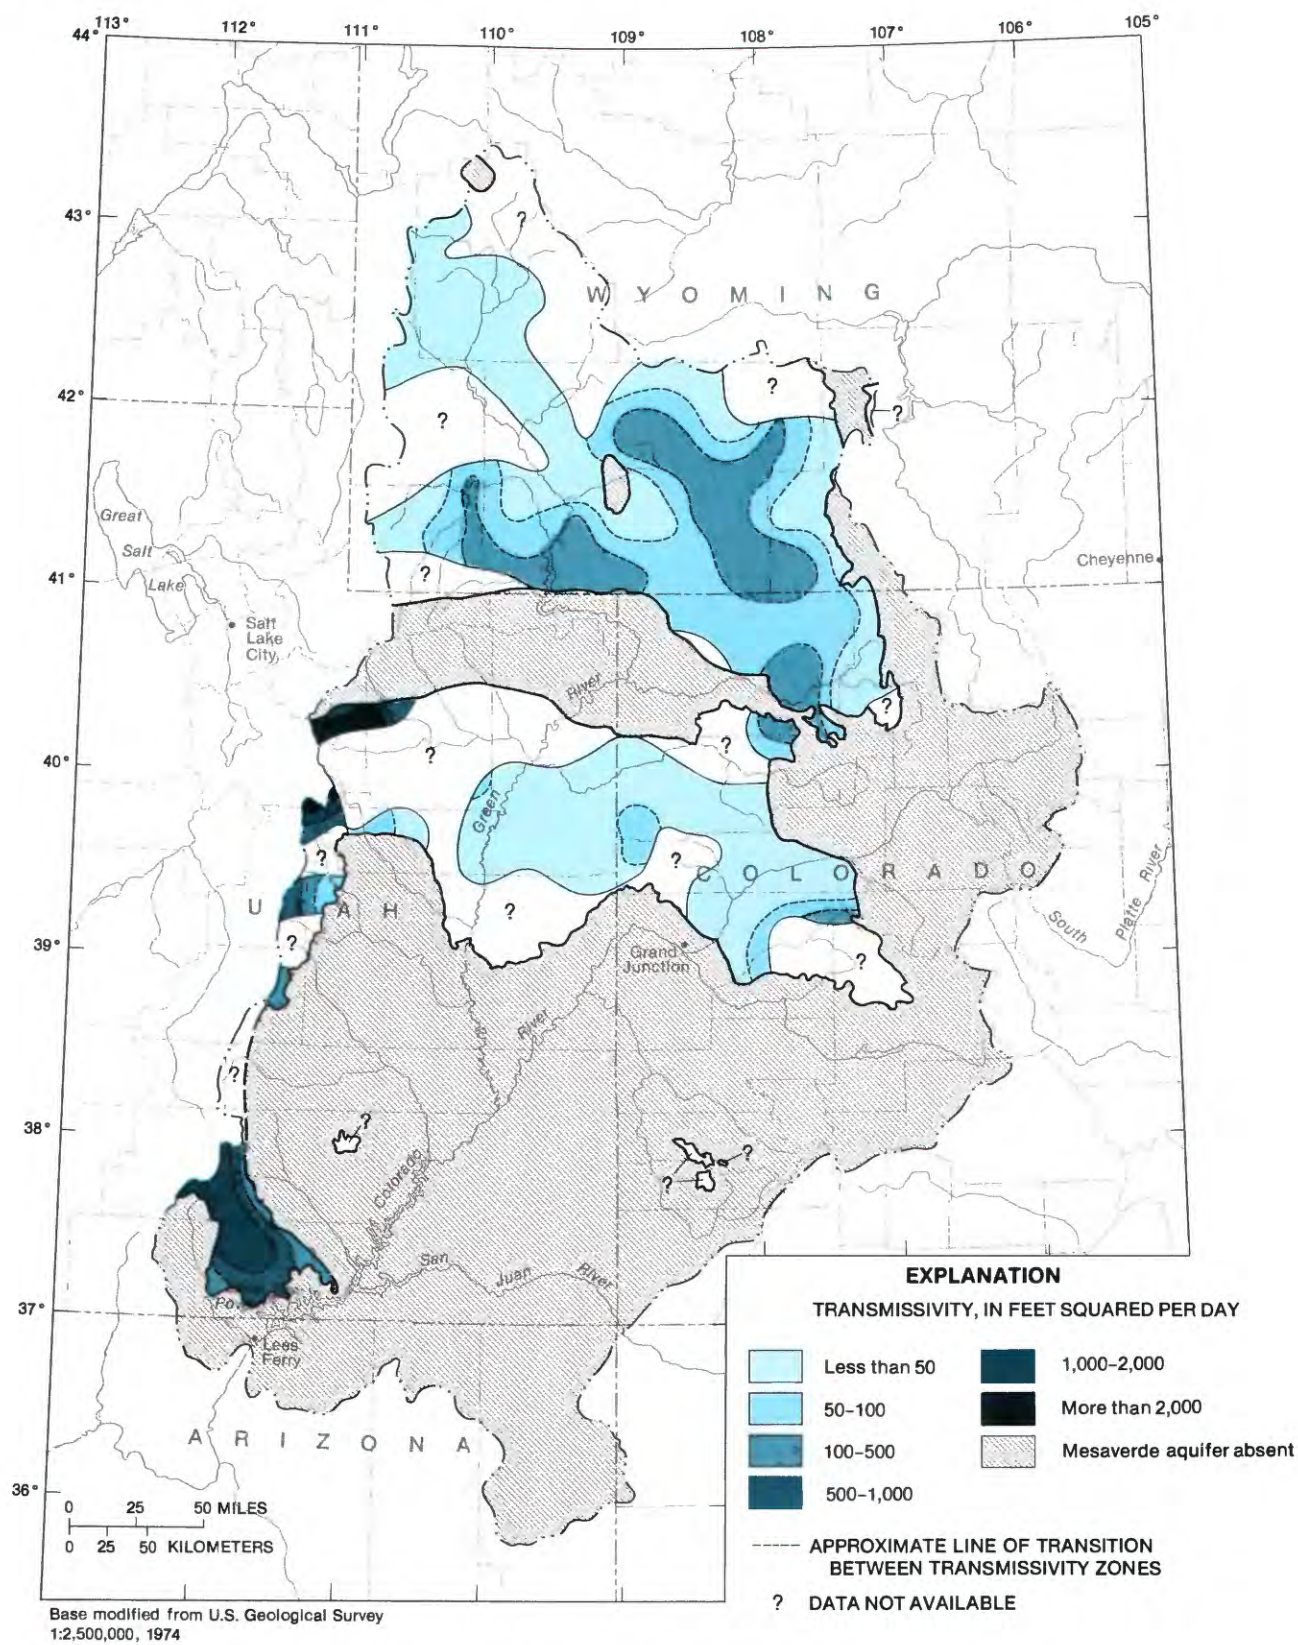 113° 112° 111° 110° 109° 108° 107° 106° 105°
44°
43°
?
W Y O M I N G
42°
?
?
?
Great
Salt
Lake
41°
?
Cheyenne
Salt
Lake
City
River
?
40°
?
?
Green
?
?
C O L O R A D O
U T A H
?
39°
?
Grand
Junction
?
South
Platte River
River
?
38°
?
?
?
Colorado
San
Juan
River
37°
Lees
Ferry
A R I Z O N A
36°
0 25 50 MILES
0 25 50 KILOMETERS
EXPLANATION
TRANSMISSIVITY, IN FEET SQUARED PER DAY
Less than 50
50–100
100–500
500–1,000
1,000–2,000
More than 2,000
Mesaverde aquifer absent
APPROXIMATE LINE OF TRANSITION
BETWEEN TRANSMISSIVITY ZONES
? DATA NOT AVAILABLE
Base modified from U.S. Geological Survey
1:2,500,000, 1974